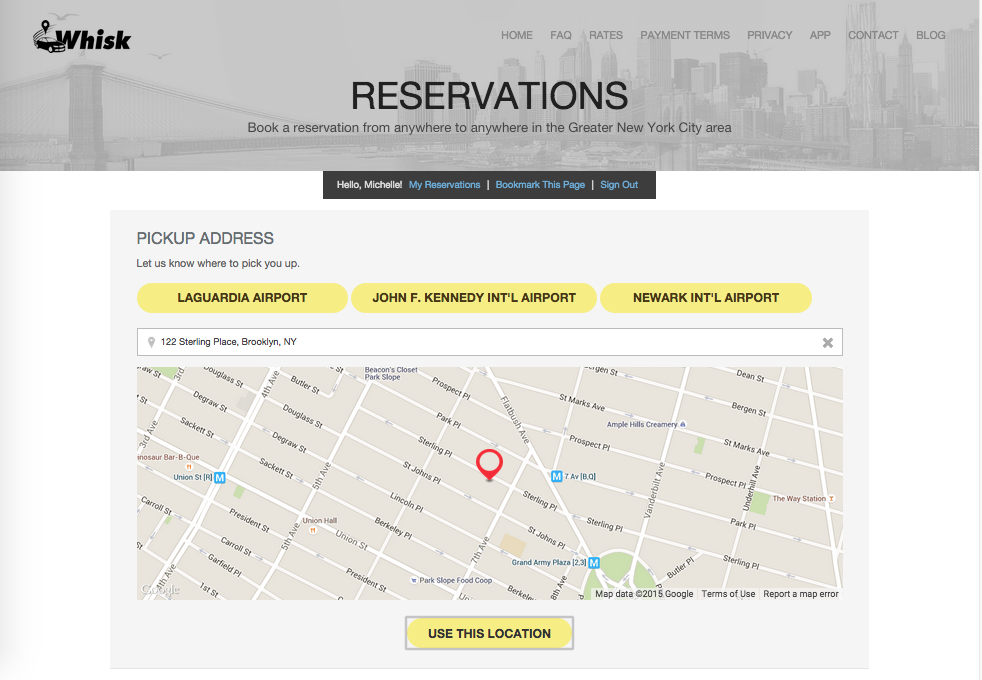 Whisk
HOME FAQ RATES PAYMENT TERMS PRIVACY APP CONTACT BLOG
RESERVATIONS
Book a reservation from anywhere to anywhere in the Greater New York City area
Hello, Michelle! My Reservations | Bookmark This Page | Sign Out
PICKUP ADDRESS
Let us know where to pick you up.
LAGUARDIA AIRPORT
JOHN F. KENNEDY INT'L AIRPORT
NEWARK INT'L AIRPORT
122 Sterling Place, Brooklyn, NY
Douglass St
4th Ave
Butler St
Beacon's Closet
Park Slope
Prospect Pl
Flatbush Ave
Bergen St
Dean St
Degraw St
Douglass St
Park Pl
St Marks Ave
Bergen St
3rd Ave
Sackett St
Degraw St
Sterling Pl
Prospect Pl
Ample Hills Creamery
St Marks Ave
Dinosaur Bar-B-Que
Union St [R] M
Sackett St
5th Ave
St Johns Pl
M 7 Av [B,Q]
Vanderbilt Ave
Prospect Pl
Underhill Ave
The Way Station
Carroll St
President St
Union Hall
Lincoln Pl
Sterling Pl
Sterling Pl
Park Pl
Carroll St
5th Ave
Union St
Berkeley Pl
7th Ave
St Johns Pl
Garfield Pl
Grand Army Plaza [2,3] M
Butler Pl
Sterling Pl
4th Ave
1st St
President St
Park Slope Food Coop
Berkeley Pl
8th Ave
Google
Map data ©2015 Google Terms of Use Report a map error
USE THIS LOCATION